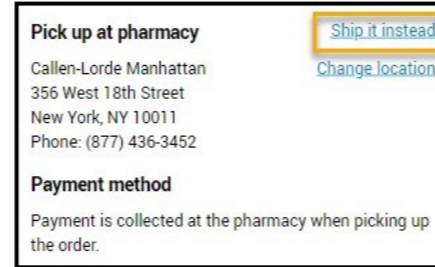 Pick up at pharmacy
Ship it instead
Callen-Lorde Manhattan
Change location
356 West 18th Street
New York, NY 10011
Phone: (877) 436-3452
Payment method
Payment is collected at the pharmacy when picking up
the order.